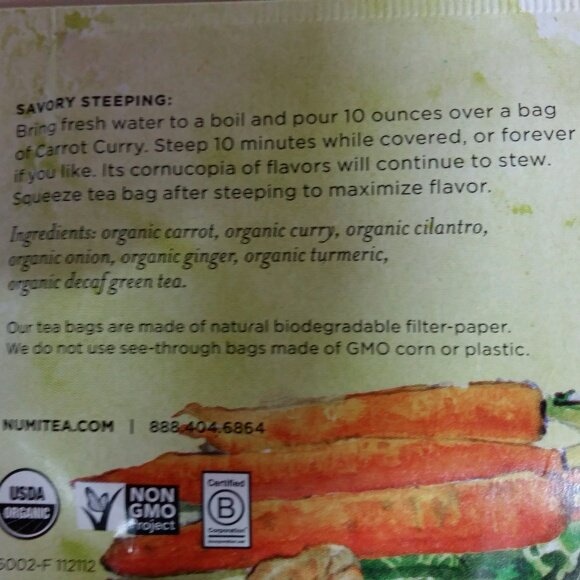 SAVORY STEEPING:
Bring fresh water to a boil and pour 10 ounces over a bag
of Carrot Curry. Steep 10 minutes while covered, or forever
if you like. Its cornucopia of flavors will continue to stew.
Squeeze tea bag after steeping to maximize flavor.
Ingredients: organic carrot, organic curry, organic cilantro,
organic onion, organic ginger, organic turmeric,
organic decaf green tea.
Our tea bags are made of natural biodegradable filter-paper.
We do not use see-through bags made of GMO corn or plastic.
NUMITEA.COM | 888.404.6864
USDA
ORGANIC
NON
GMO
Project
Certified
B
Corporation
6002-F 112112